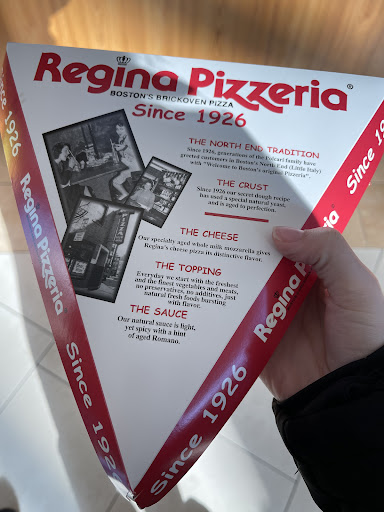 Regina Pizzeria®
BOSTON'S BRICKOVEN PIZZA
Since 1926
THE NORTH END TRADITION
Since 1926, generations of the Polcari family have
greeted customers in Boston's North End (Little Italy)
with "Welcome to Boston's original Pizzeria".
THE CRUST
Since 1926 our secret dough recipe
has used a special natural yeast,
and is aged to perfection.
THE CHEESE
Our specialty aged whole milk mozzarella gives
Regina's cheese pizza its distinctive flavor.
THE TOPPING
Everyday we start with the freshest
and the finest vegetables and meats,
no preservatives, no additives, just
natural fresh foods bursting
with flavor.
THE SAUCE
Our natural sauce is light,
yet spicy with a hint
of aged Romano.
Since 1926
Regina Pizzeria
Since 1926
Since 1926
Regina Pizzeria
Since 1926